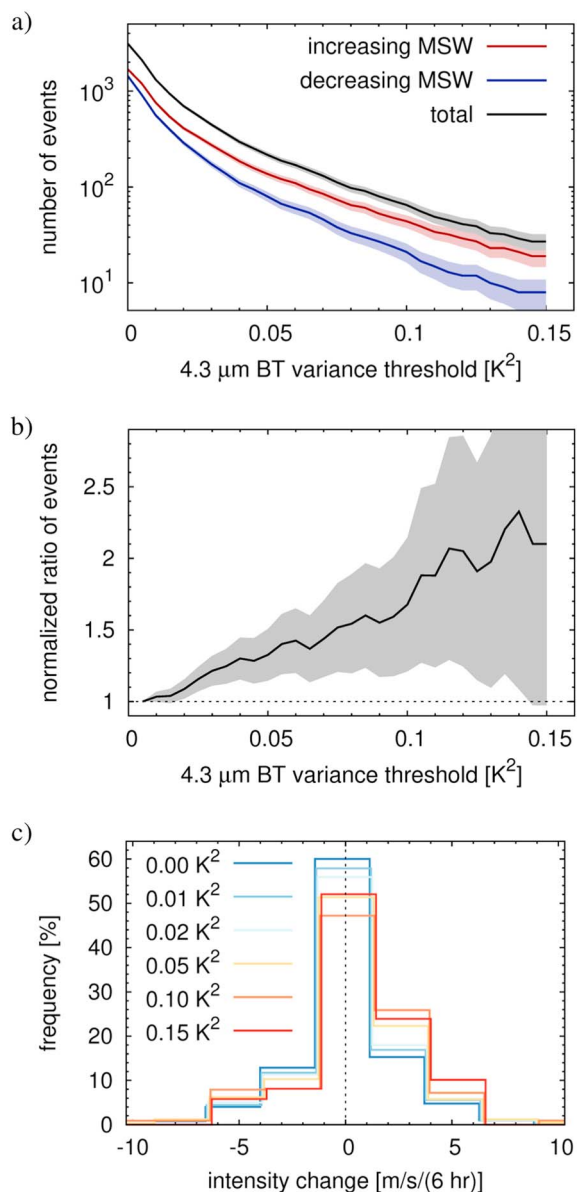 a)
increasing MSW
decreasing MSW
total
number of events
10³
10²
10¹
0 0.05 0.1 0.15
4.3 μm BT variance threshold [K²]
b)
normalized ratio of events
2.5
2
1.5
1
0 0.05 0.1 0.15
4.3 μm BT variance threshold [K²]
c)
frequency [%]
60
50
40
30
20
10
0
0.00 K²
0.01 K²
0.02 K²
0.05 K²
0.10 K²
0.15 K²
-10 -5 0 5 10
intensity change [m/s/(6 hr)]